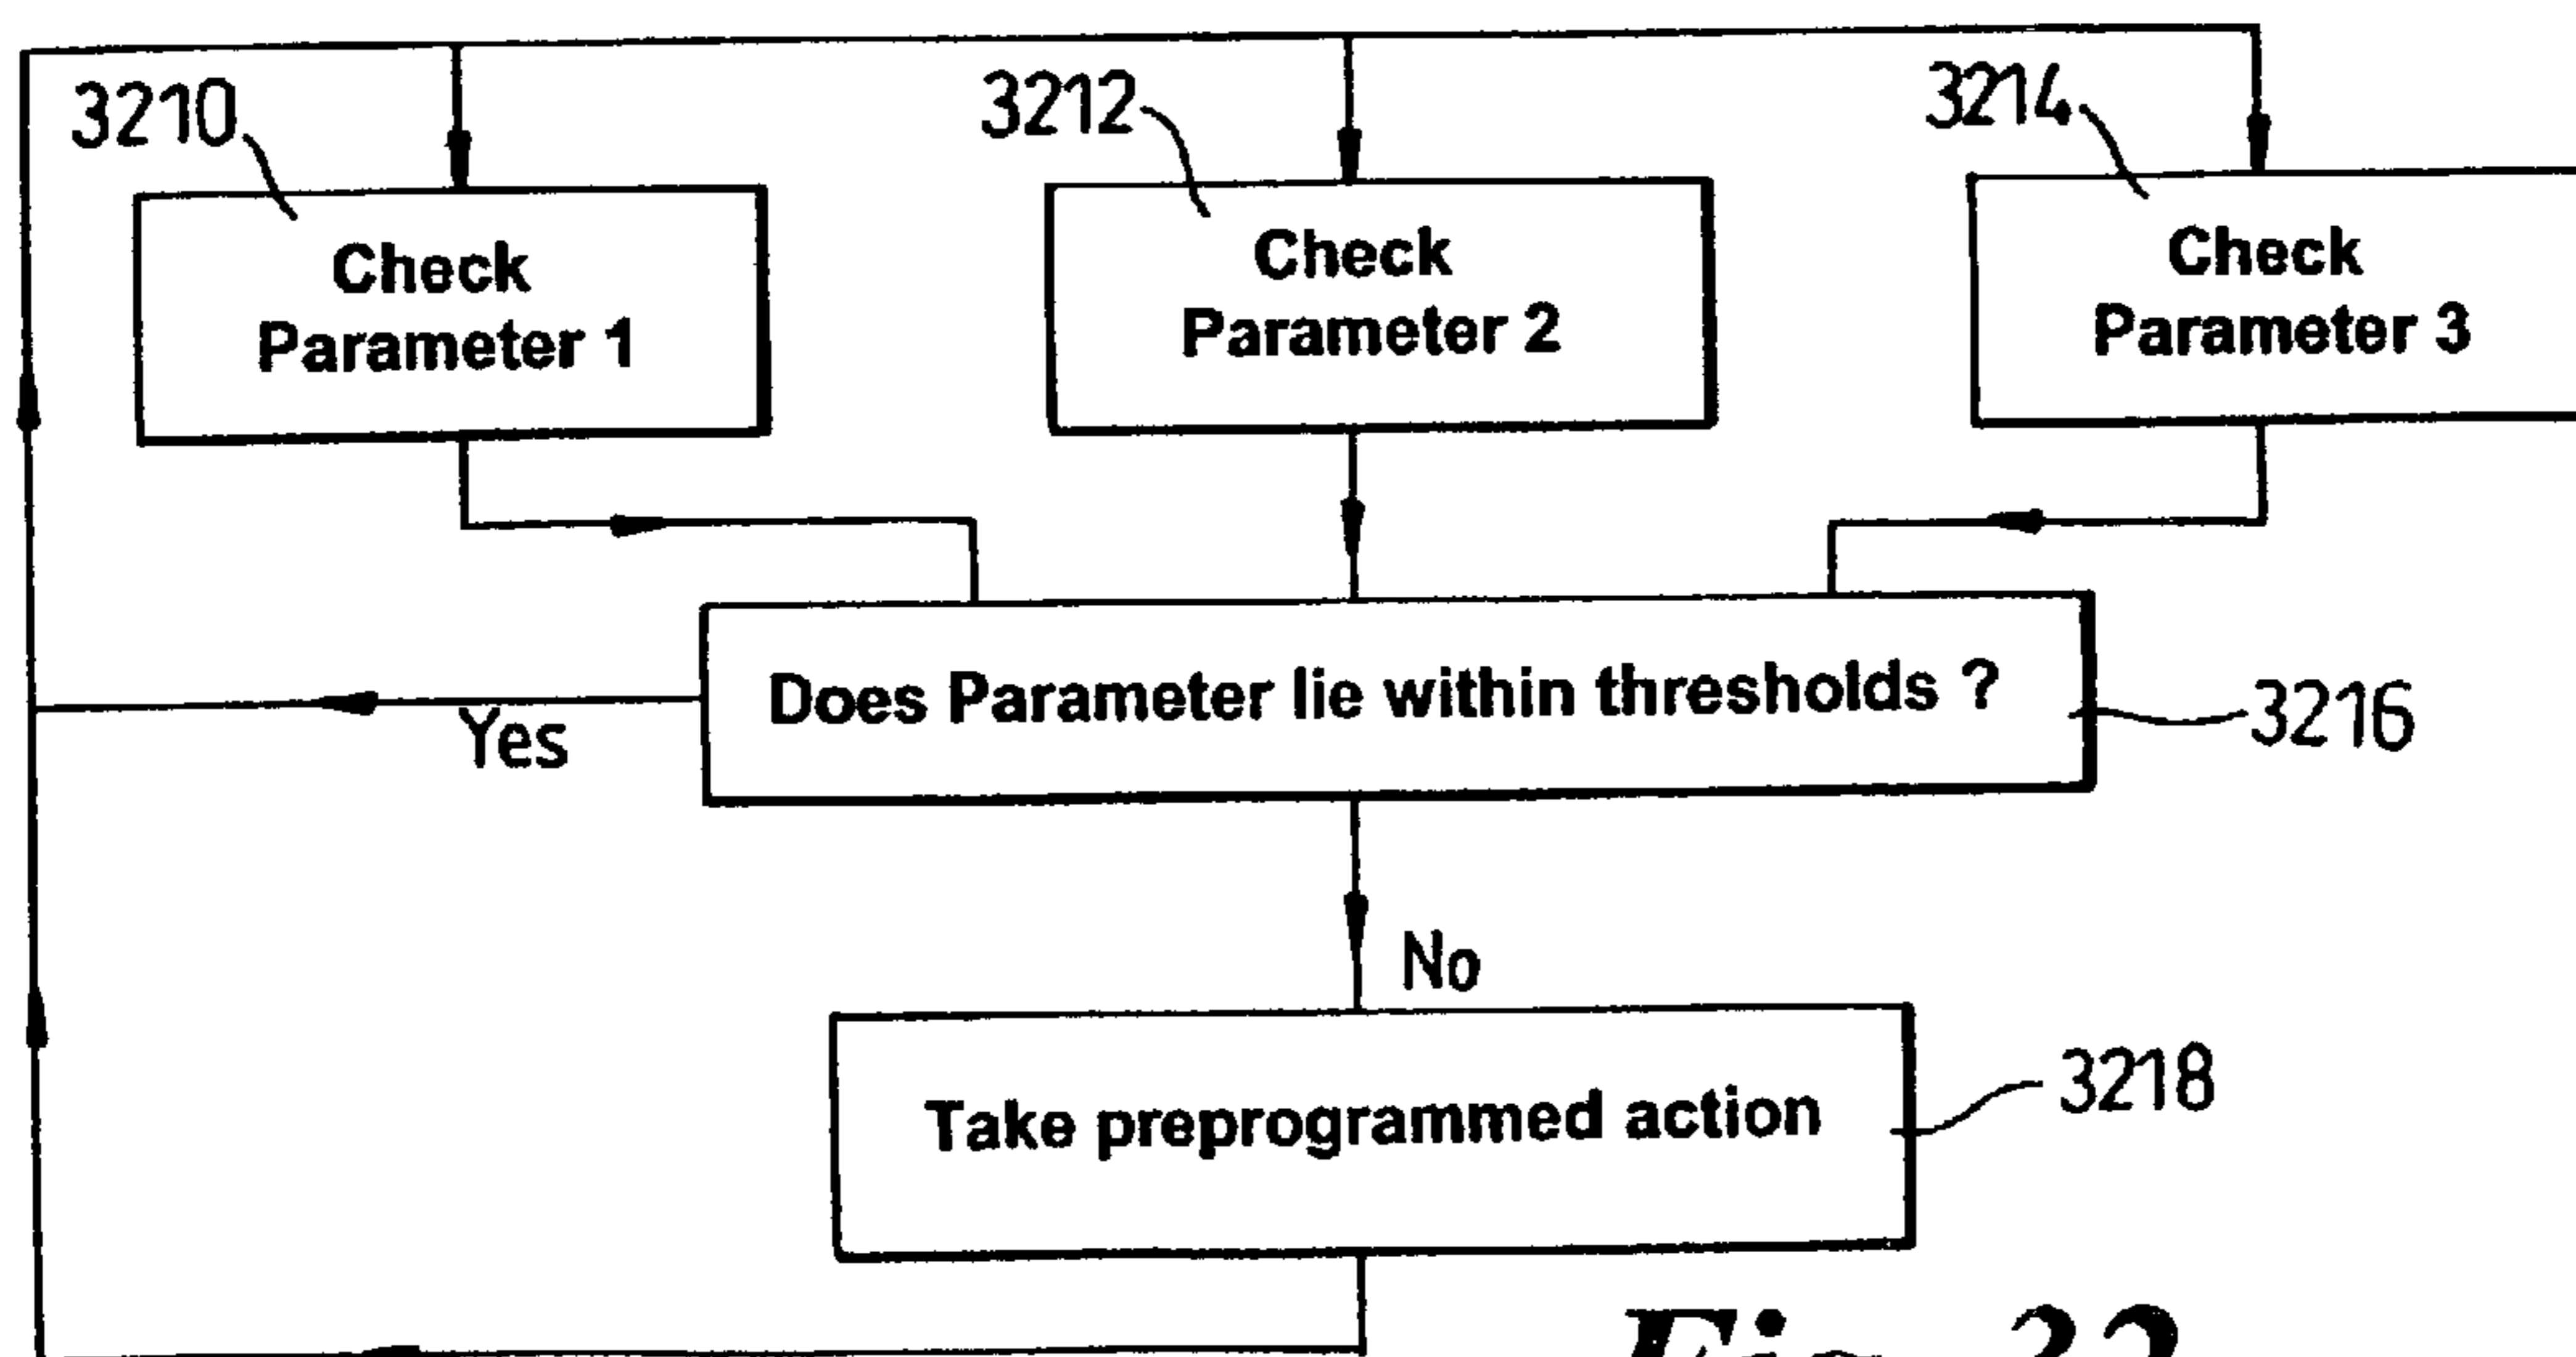 3210
3212
3214
Check
Parameter 1
Check
Parameter 2
Check
Parameter 3
Does Parameter lie within thresholds ?
3216
Yes
No
Take preprogrammed action
3218